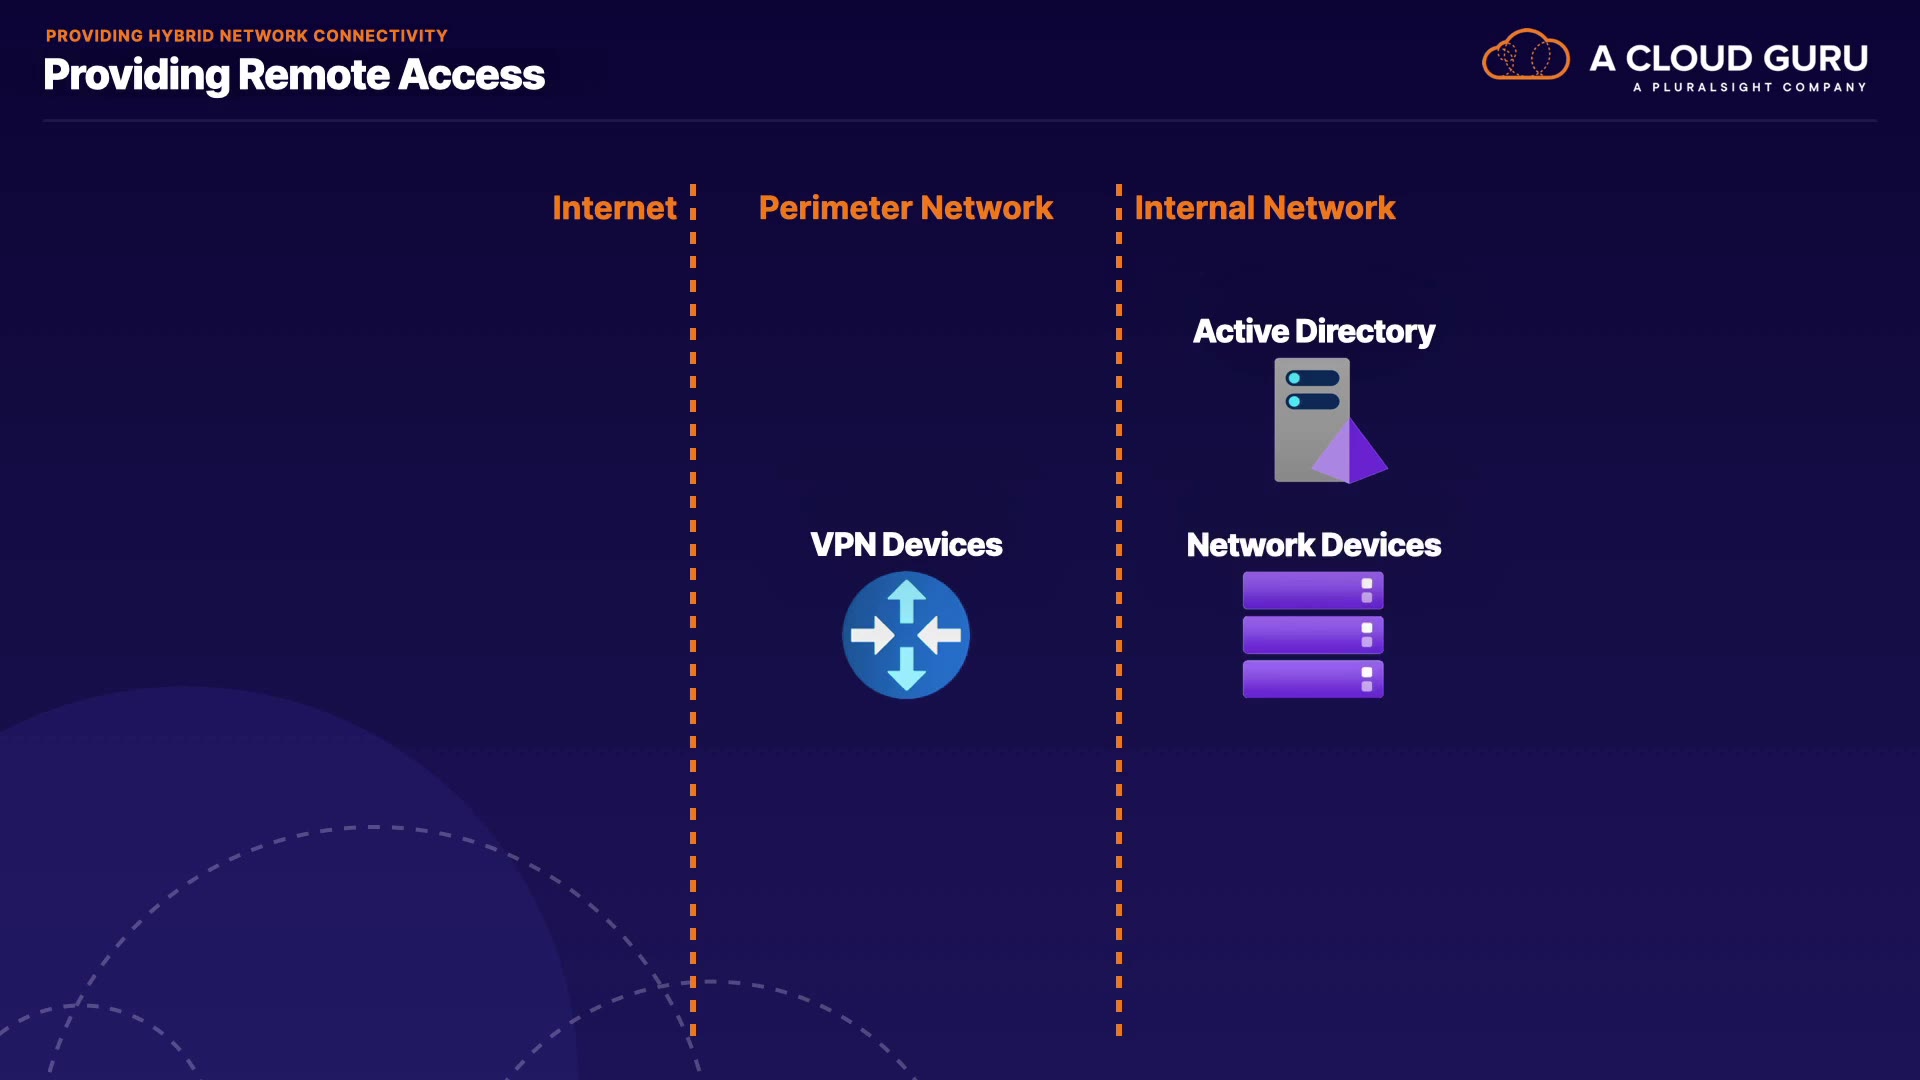 PROVIDING HYBRID NETWORK CONNECTIVITY
Providing Remote Access
A CLOUD GURU
A PLURALSIGHT COMPANY
Internet
Perimeter Network
Internal Network
Active Directory
VPN Devices
Network Devices